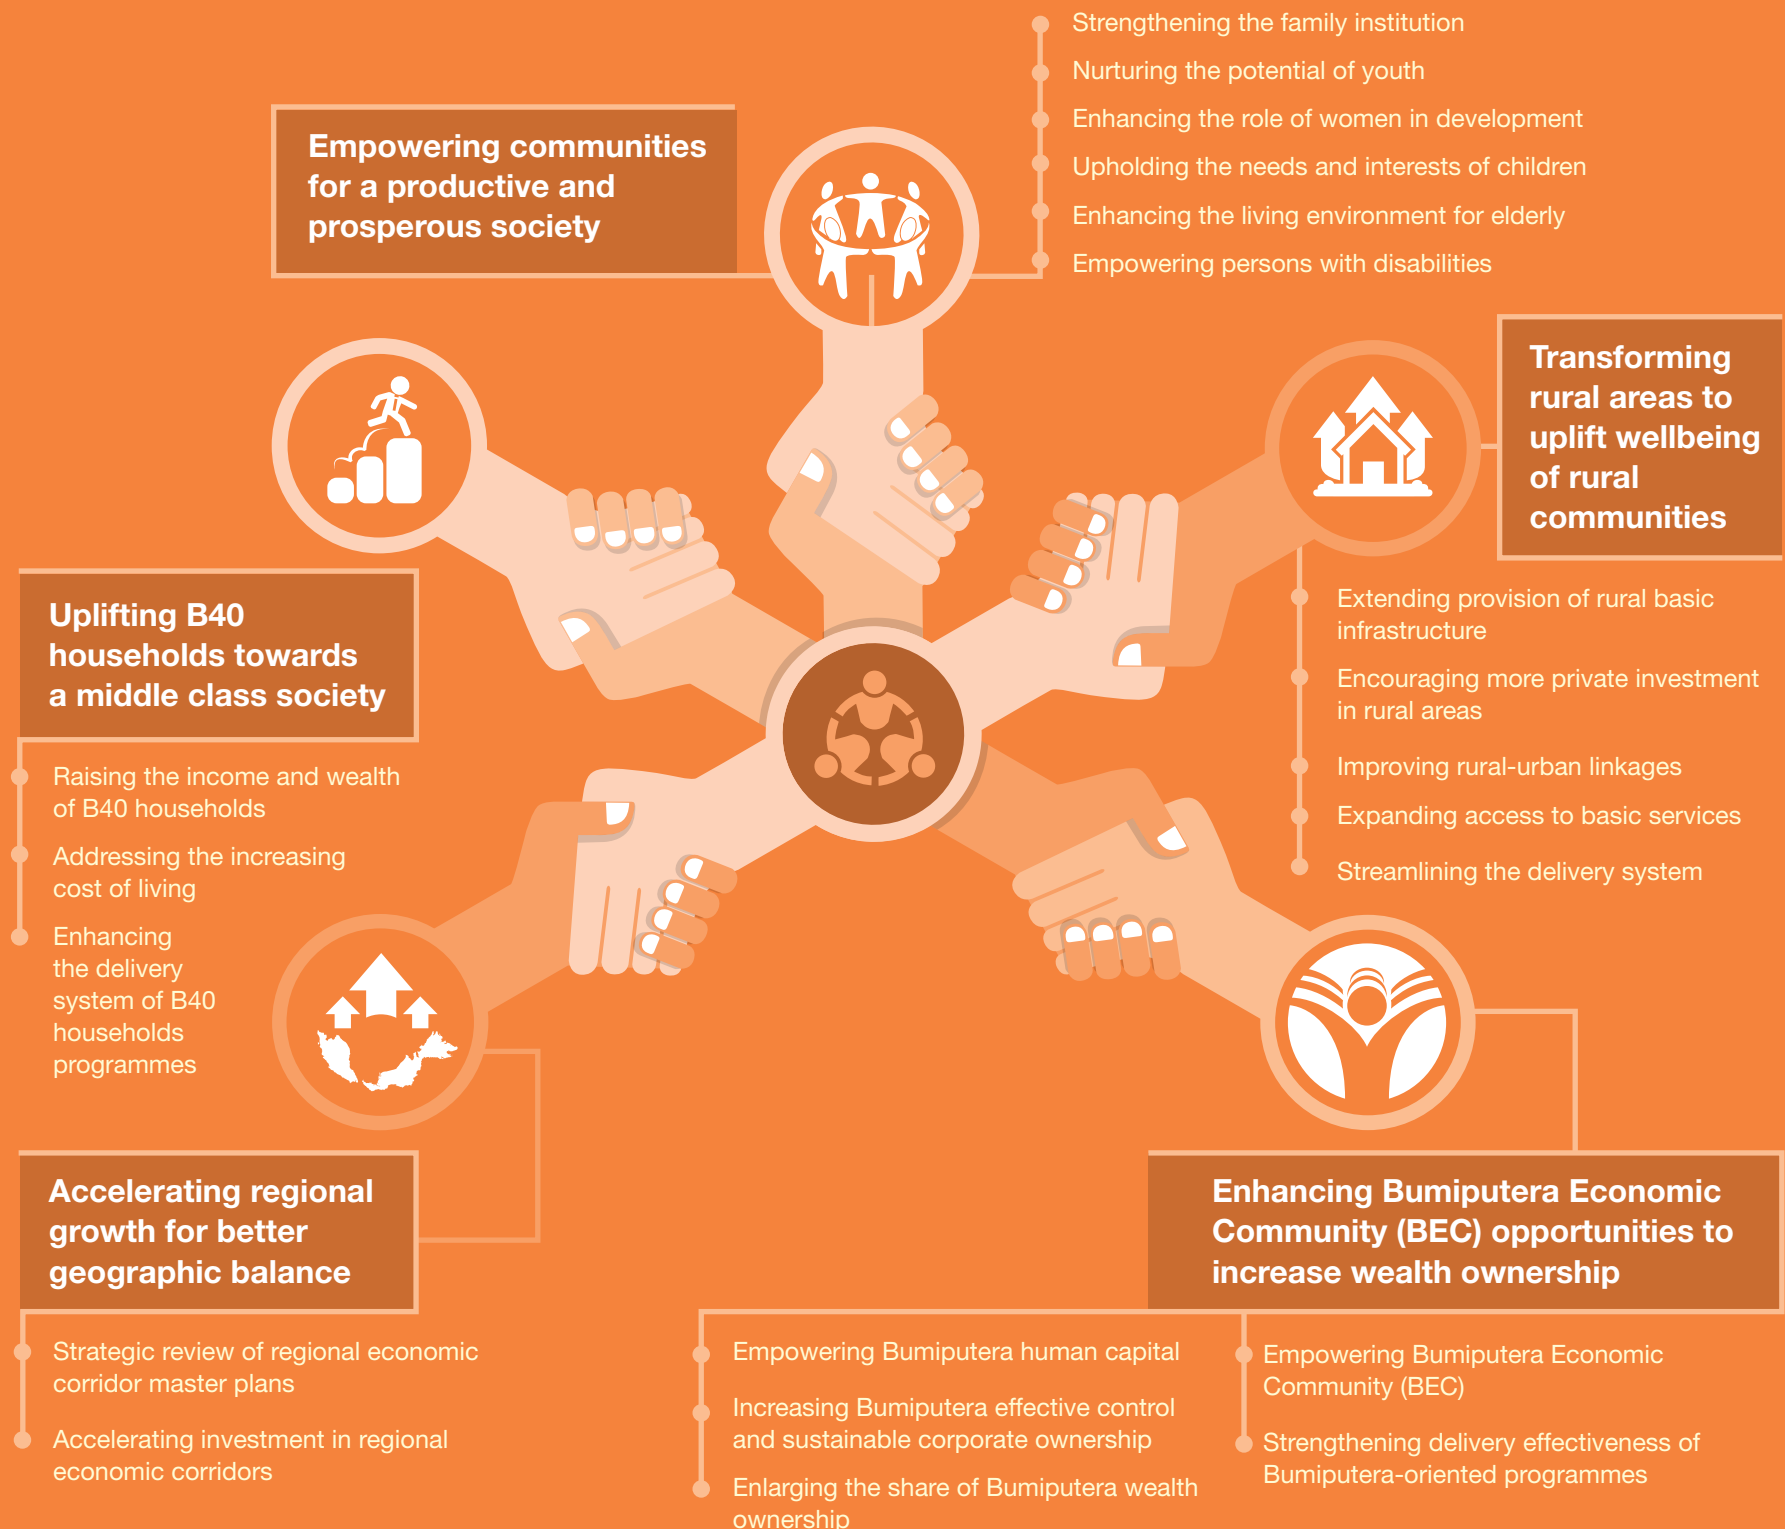 Empowering communities
for a productive and
prosperous society
Strengthening the family institution
Nurturing the potential of youth
Enhancing the role of women in development
Upholding the needs and interests of children
Enhancing the living environment for elderly
Empowering persons with disabilities
Transforming
rural areas to
uplift wellbeing
of rural
communities
Extending provision of rural basic
infrastructure
Encouraging more private investment
in rural areas
Improving rural-urban linkages
Expanding access to basic services
Streamlining the delivery system
Uplifting B40
households towards
a middle class society
Raising the income and wealth
of B40 households
Addressing the increasing
cost of living
Enhancing
the delivery
system of B40
households
programmes
Accelerating regional
growth for better
geographic balance
Strategic review of regional economic
corridor master plans
Accelerating investment in regional
economic corridors
Enhancing Bumiputera Economic
Community (BEC) opportunities to
increase wealth ownership
Empowering Bumiputera human capital
Increasing Bumiputera effective control
and sustainable corporate ownership
Enlarging the share of Bumiputera wealth
ownership
Empowering Bumiputera Economic
Community (BEC)
Strengthening delivery effectiveness of
Bumiputera-oriented programmes